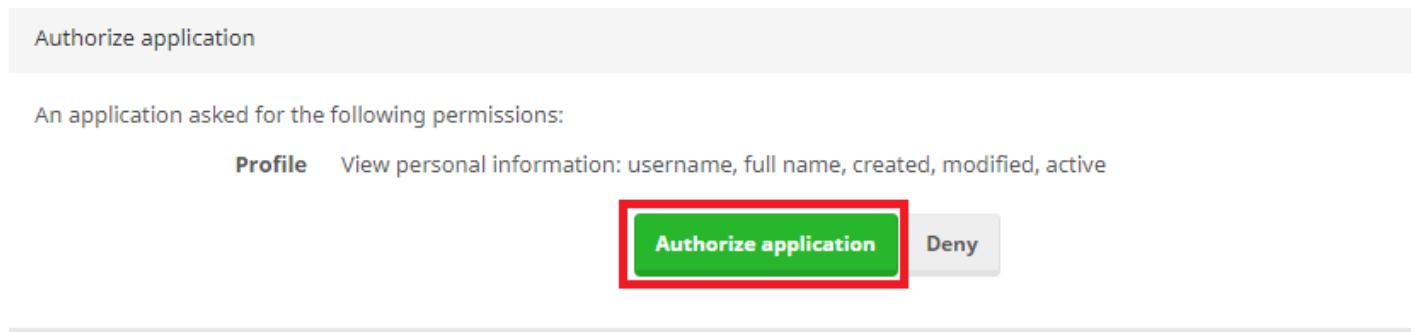 Authorize application
An application asked for the following permissions:
Profile View personal information: username, full name, created, modified, active
Authorize application Deny